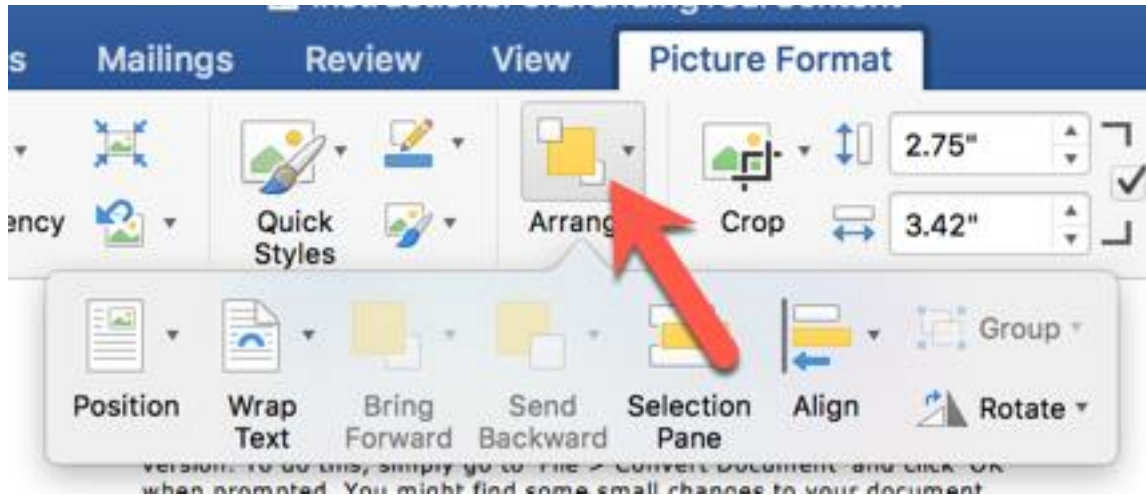 s Mailings Review View Picture Format
ency
Quick
Styles
Arrang
Crop
2.75"
3.42"
Position
Wrap
Text
Bring
Forward
Send
Backward
Selection
Pane
Align
Group
Rotate
version. To do this, simply go to 'File > Convert Document' and click 'OK'
when prompted. You might find some small changes to your document